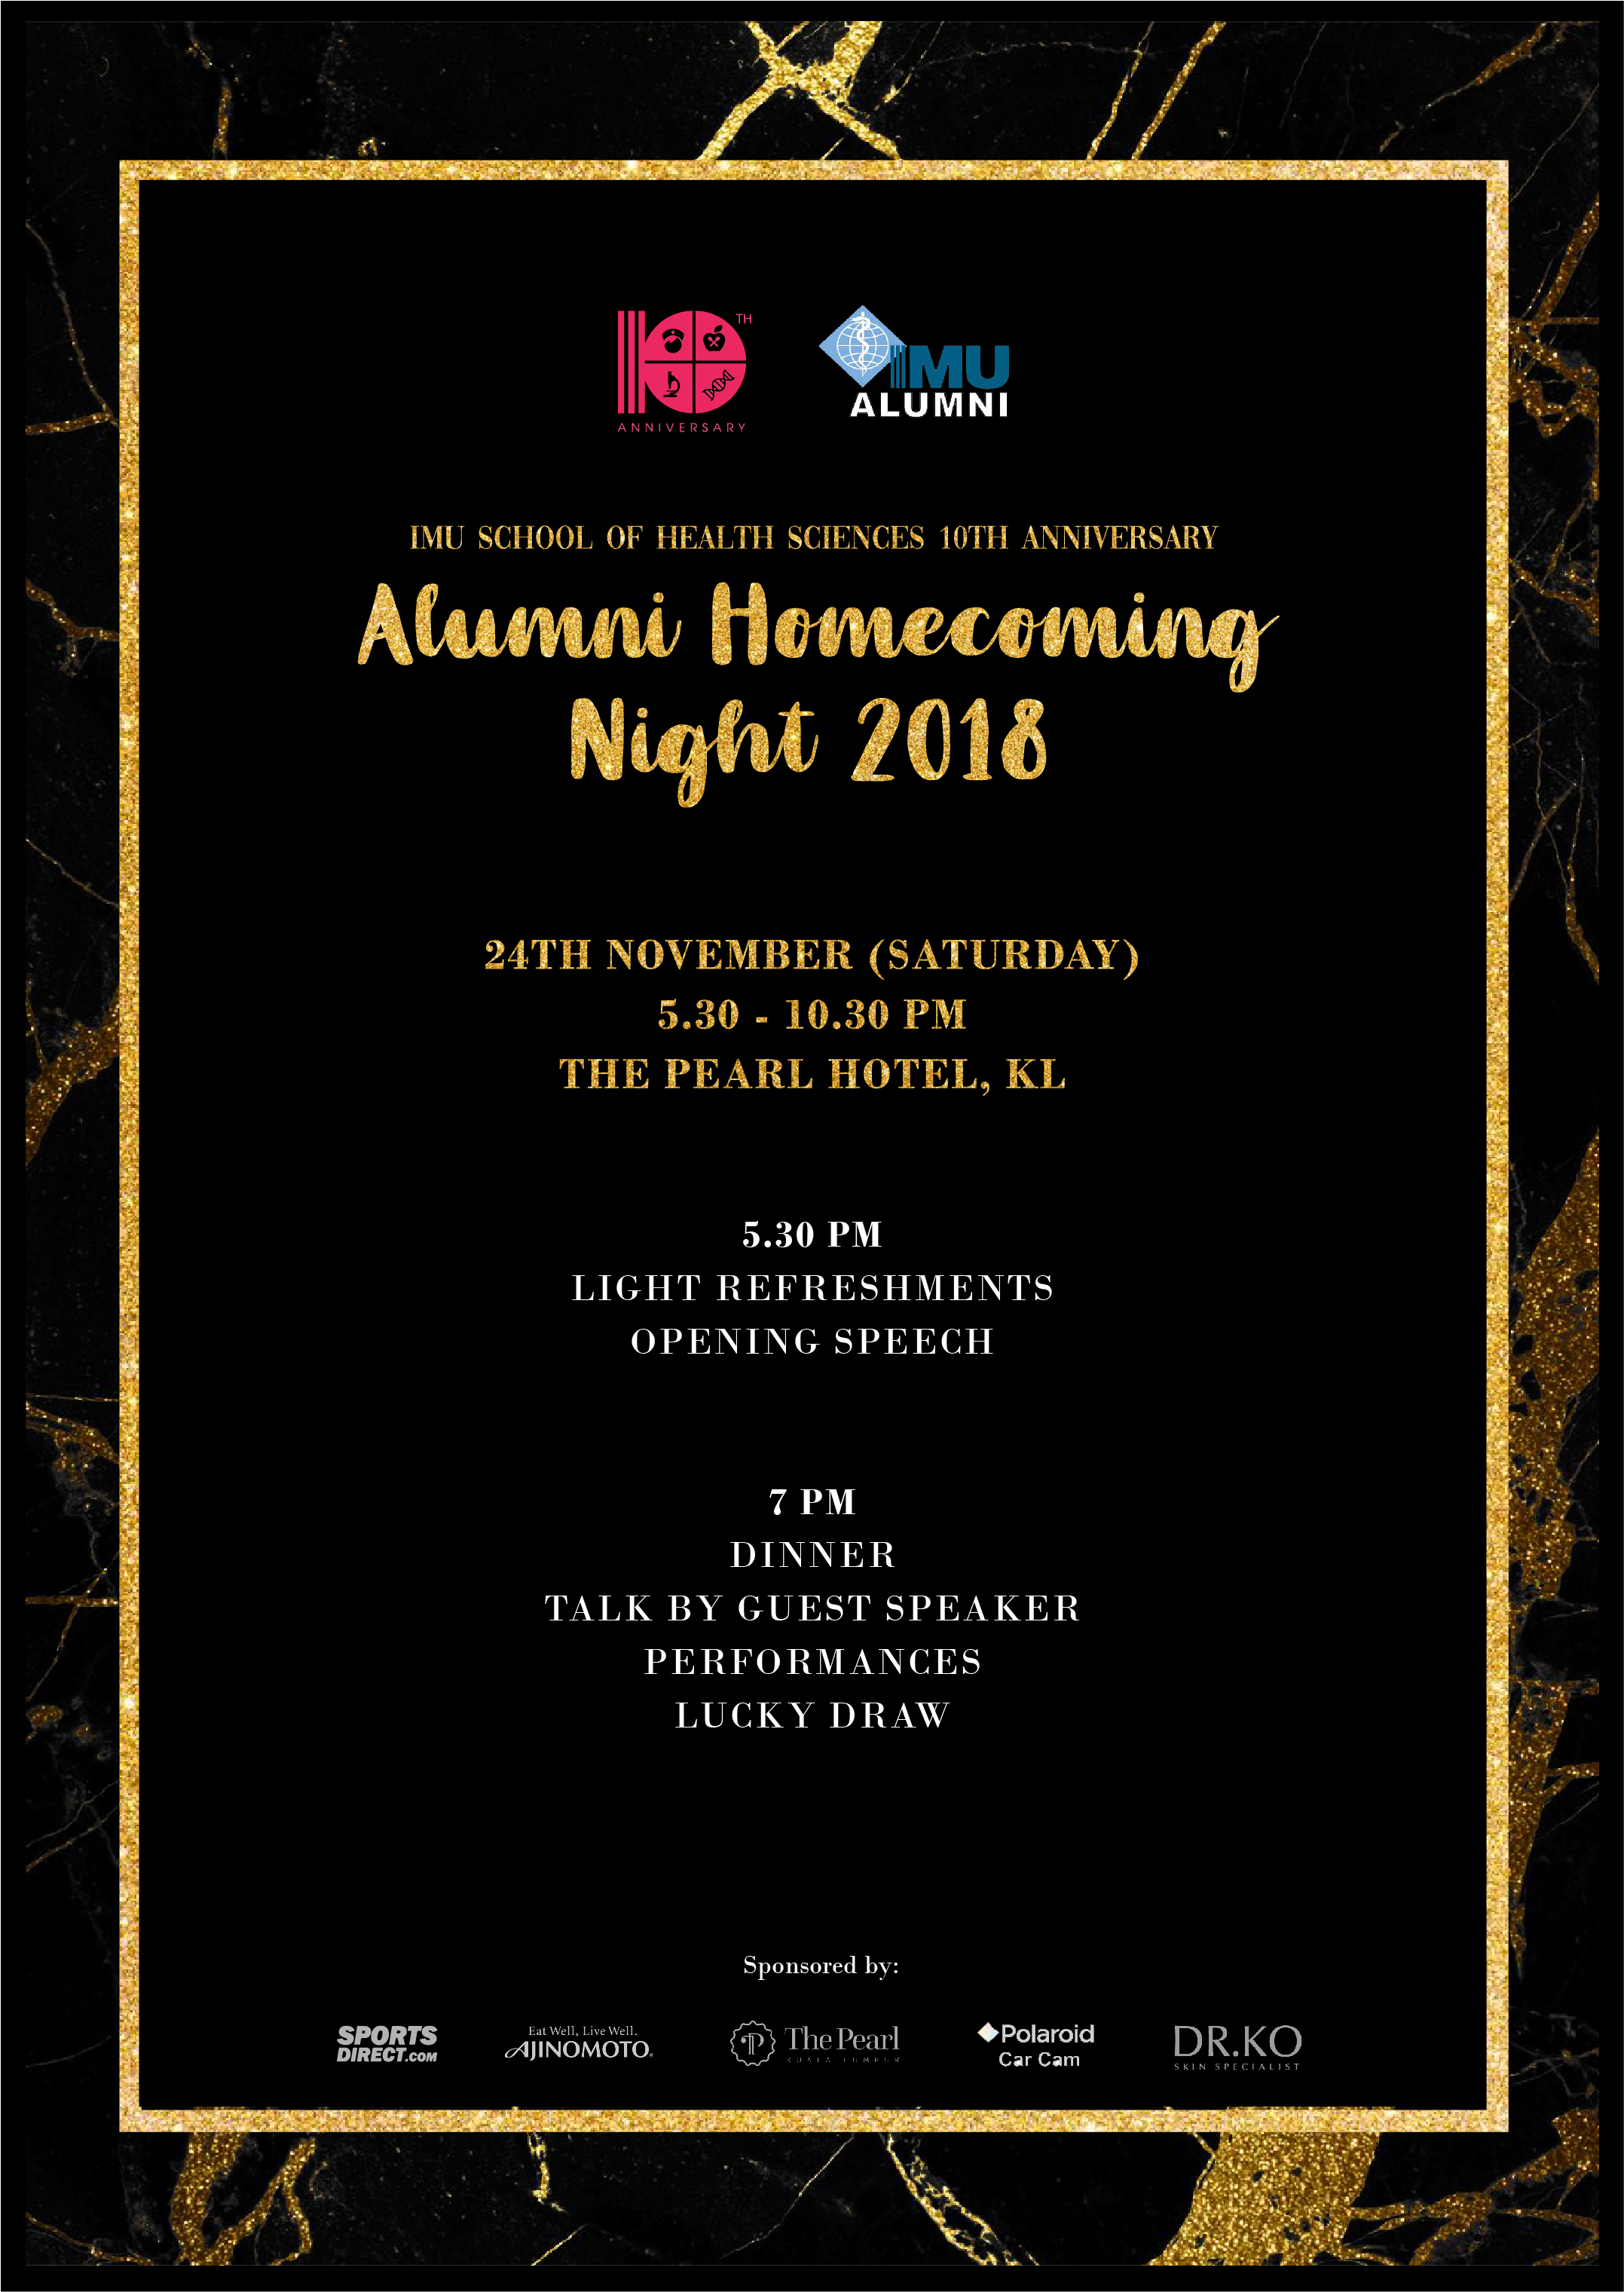 TH
ANNIVERSARY
IMU
ALUMNI
IMU SCHOOL OF HEALTH SCIENCES 10TH ANNIVERSARY
Alumni Homecoming
Night 2018
24TH NOVEMBER (SATURDAY)
5.30 - 10.30 PM
THE PEARL HOTEL, KL
5.30 PM
LIGHT REFRESHMENTS
OPENING SPEECH
7 PM
DINNER
TALK BY GUEST SPEAKER
PERFORMANCES
LUCKY DRAW
Sponsored by:
SPORTS
DIRECT.COM
Eat Well, Live Well.
AJINOMOTO
The Pearl
KUALA LUMPUR
Polaroid
Car Cam
DR.KO
SKIN SPECIALIST